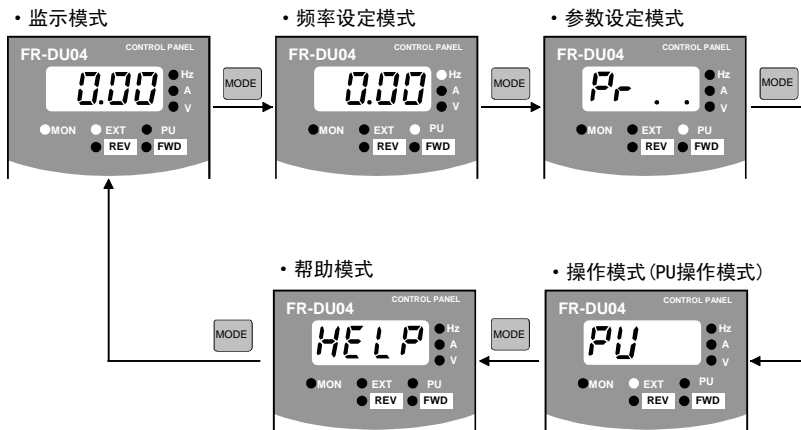 ·监示模式
·频率设定模式
·参数设定模式
FR-DU04
CONTROL PANEL
0.00
Hz
A
V
MON
EXT
PU
REV
FWD
MODE
FR-DU04
CONTROL PANEL
0.00
Hz
A
V
MON
EXT
PU
REV
FWD
MODE
FR-DU04
CONTROL PANEL
Pr . .
Hz
A
V
MON
EXT
PU
REV
FWD
MODE
·帮助模式
·操作模式(PU操作模式)
MODE
FR-DU04
CONTROL PANEL
HELP
Hz
A
V
MON
EXT
PU
REV
FWD
MODE
FR-DU04
CONTROL PANEL
PU
Hz
A
V
MON
EXT
PU
REV
FWD